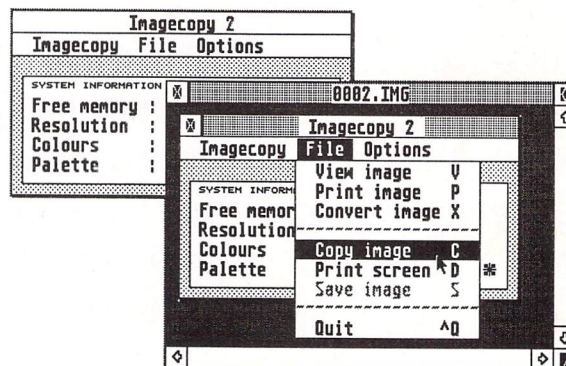 Imagecopy 2
Imagecopy File Options
SYSTEM INFORMATION
Free memory :
Resolution :
Colours :
Palette :
0002.IMG
Imagecopy 2
Imagecopy File Options
View image V
Print image P
Convert image X
Copy image C
Print screen D
Save image S
Quit ^Q
SYSTEM INFORM
Free memor
Resolution
Colours
Palette